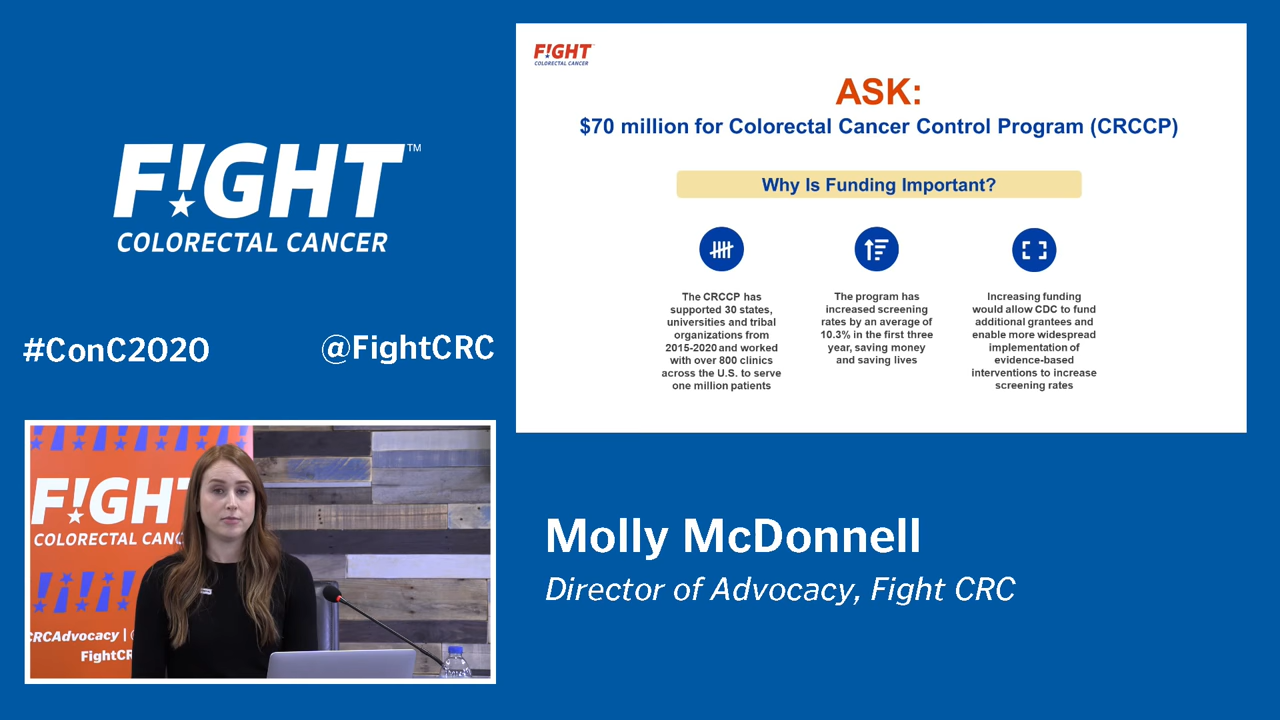 F!GHT™
COLORECTAL CANCER
#ConC2020
@FightCRC
F!GHT
COLORECTAL CANC
CRCAdvocacy |
FightCR
F!GHT
COLORECTAL CANCER
ASK:
$70 million for Colorectal Cancer Control Program (CRCCP)
Why Is Funding Important?
The CRCCP has
supported 30 states,
universities and tribal
organizations from
2015-2020 and worked
with over 800 clinics
across the U.S. to serve
one million patients
The program has
increased screening
rates by an average of
10.3% in the first three
year, saving money
and saving lives
Increasing funding
would allow CDC to fund
additional grantees and
enable more widespread
implementation of
evidence-based
interventions to increase
screening rates
Molly McDonnell
Director of Advocacy, Fight CRC